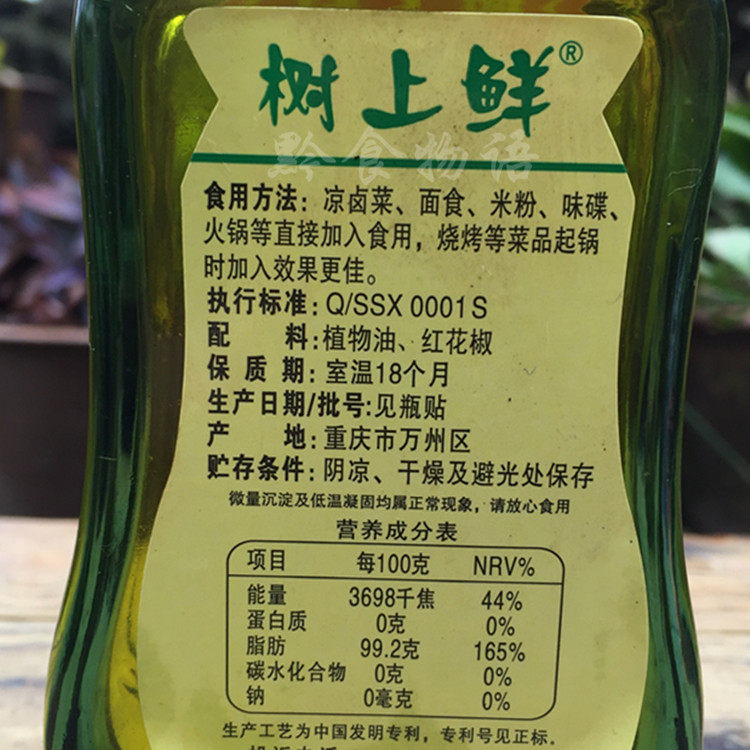 树上鲜®
黔食物语
食用方法：凉卤菜、面食、米粉、味碟、
火锅等直接加入食用，烧烤等菜品起锅
时加入效果更佳。
执行标准：Q/SSX 0001S
配　　料：植物油、红花椒
保 质 期：室温18个月
生产日期/批号：见瓶贴
产　　地：重庆市万州区
贮存条件：阴凉、干燥及避光处保存
微量沉淀及低温凝固均属正常现象，请放心食用
营养成分表
项目 每100克 NRV%
能量 3698千焦 44%
蛋白质 0克 0%
脂肪 99.2克 165%
碳水化合物 0克 0%
钠 0毫克 0%
生产工艺为中国发明专利，专利号见正标。